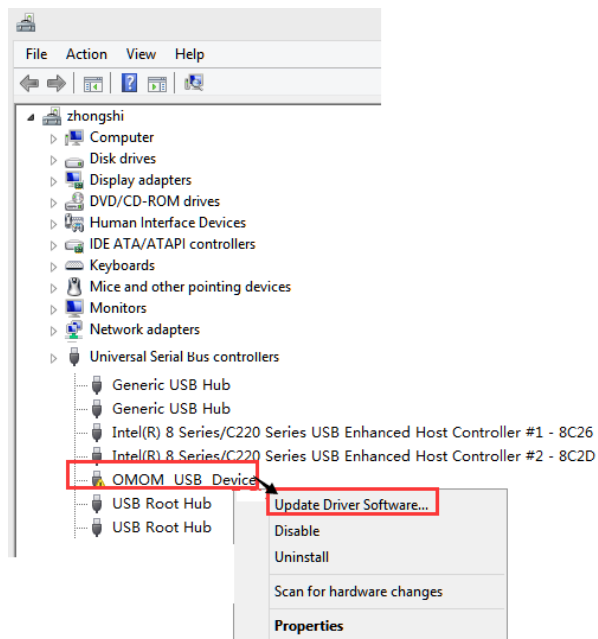 File Action View Help
zhongshi
Computer
Disk drives
Display adapters
DVD/CD-ROM drives
Human Interface Devices
IDE ATA/ATAPI controllers
Keyboards
Mice and other pointing devices
Monitors
Network adapters
Universal Serial Bus controllers
Generic USB Hub
Generic USB Hub
Intel(R) 8 Series/C220 Series USB Enhanced Host Controller #1 - 8C26
Intel(R) 8 Series/C220 Series USB Enhanced Host Controller #2 - 8C2D
OMOM USB Device
USB Root Hub
USB Root Hub
Update Driver Software...
Disable
Uninstall
Scan for hardware changes
Properties